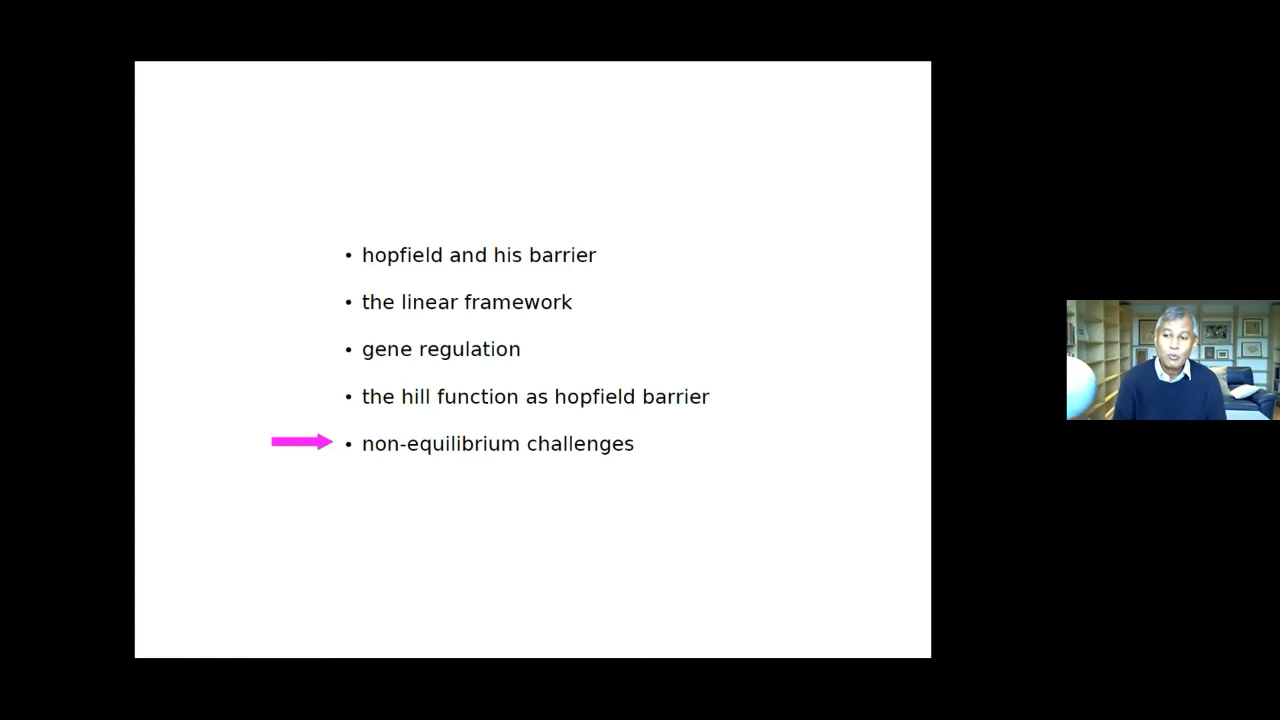 • hopfield and his barrier
• the linear framework
• gene regulation
• the hill function as hopfield barrier
• non-equilibrium challenges